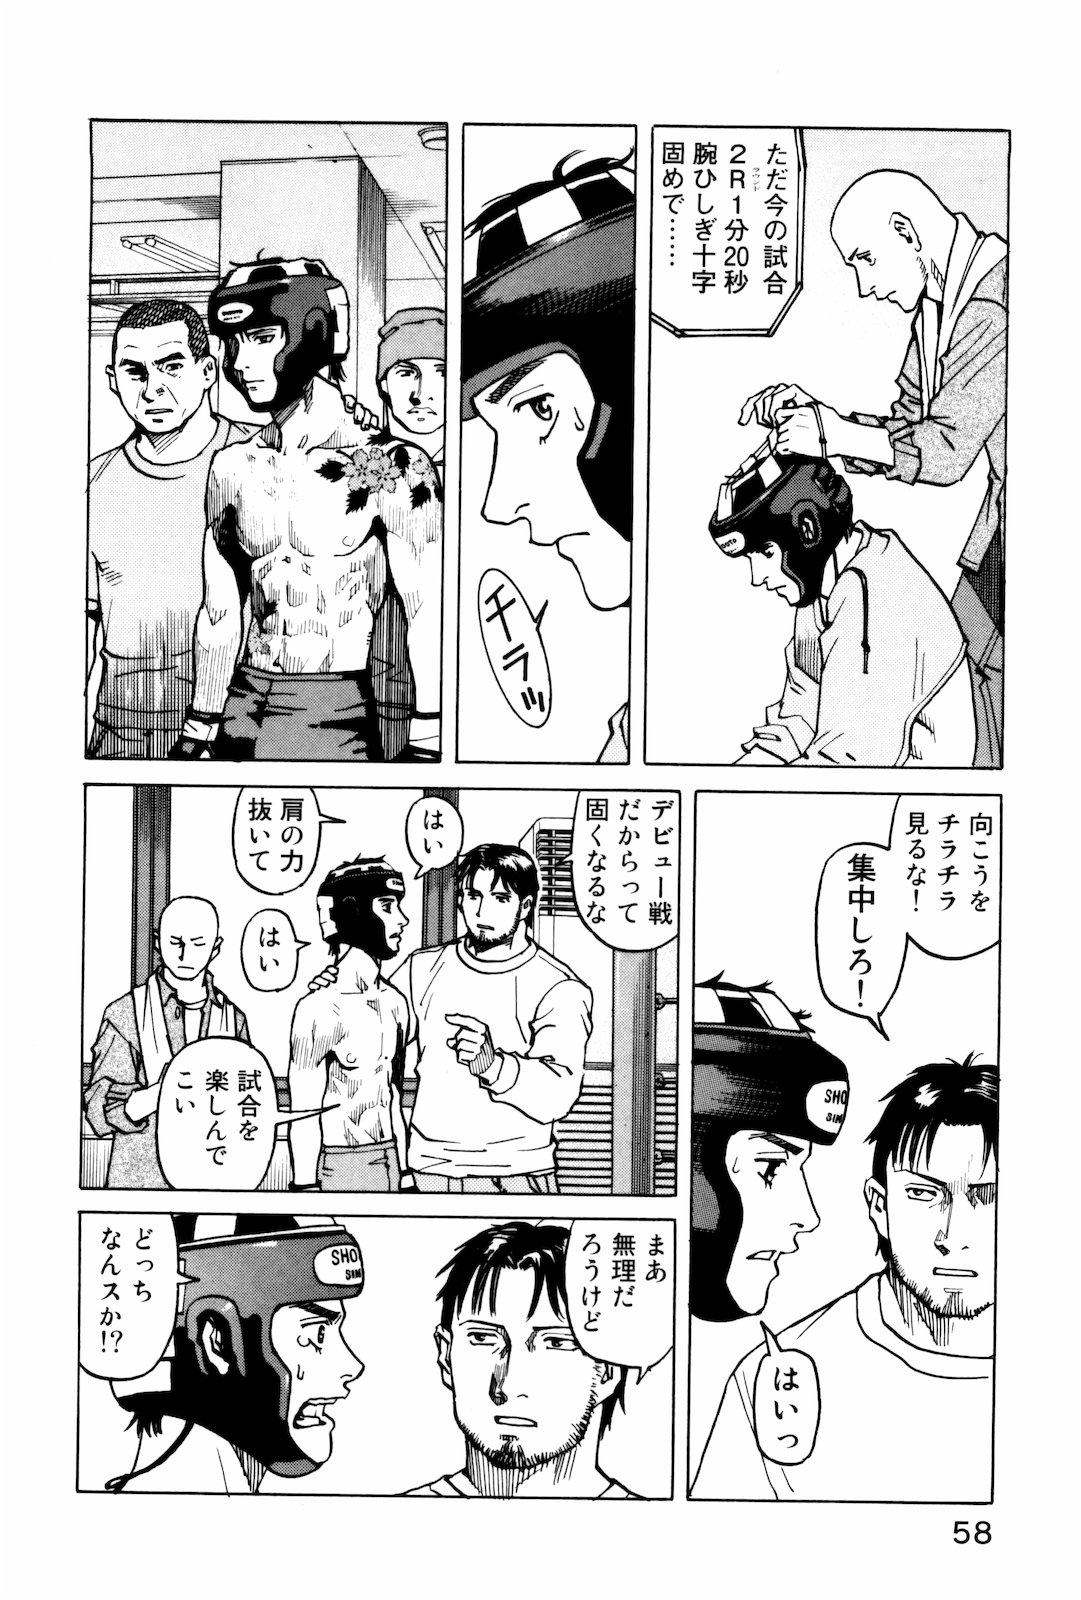 ただ今の試合
2R1分20秒
ラウンド
腕ひしぎ十字
固めで……
SHOOTO
チラッ
SHOOTO
向こうを
チラチラ
見るな!
集中しろ!
SHO
SIM
はいっ
デビュー戦
だからって
固くなるな
はい
肩の力
抜いて
はい
試合を
楽しんで
こい
まあ
無理だ
ろうけど
SHO
SIM
どっち
なんスか!?
58